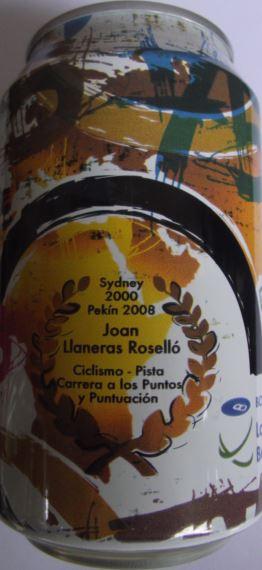 Sydney
2000
Pekín 2008
Joan
Llaneras Roselló
Ciclismo - Pista
Carrera a los Puntos
y Puntuación